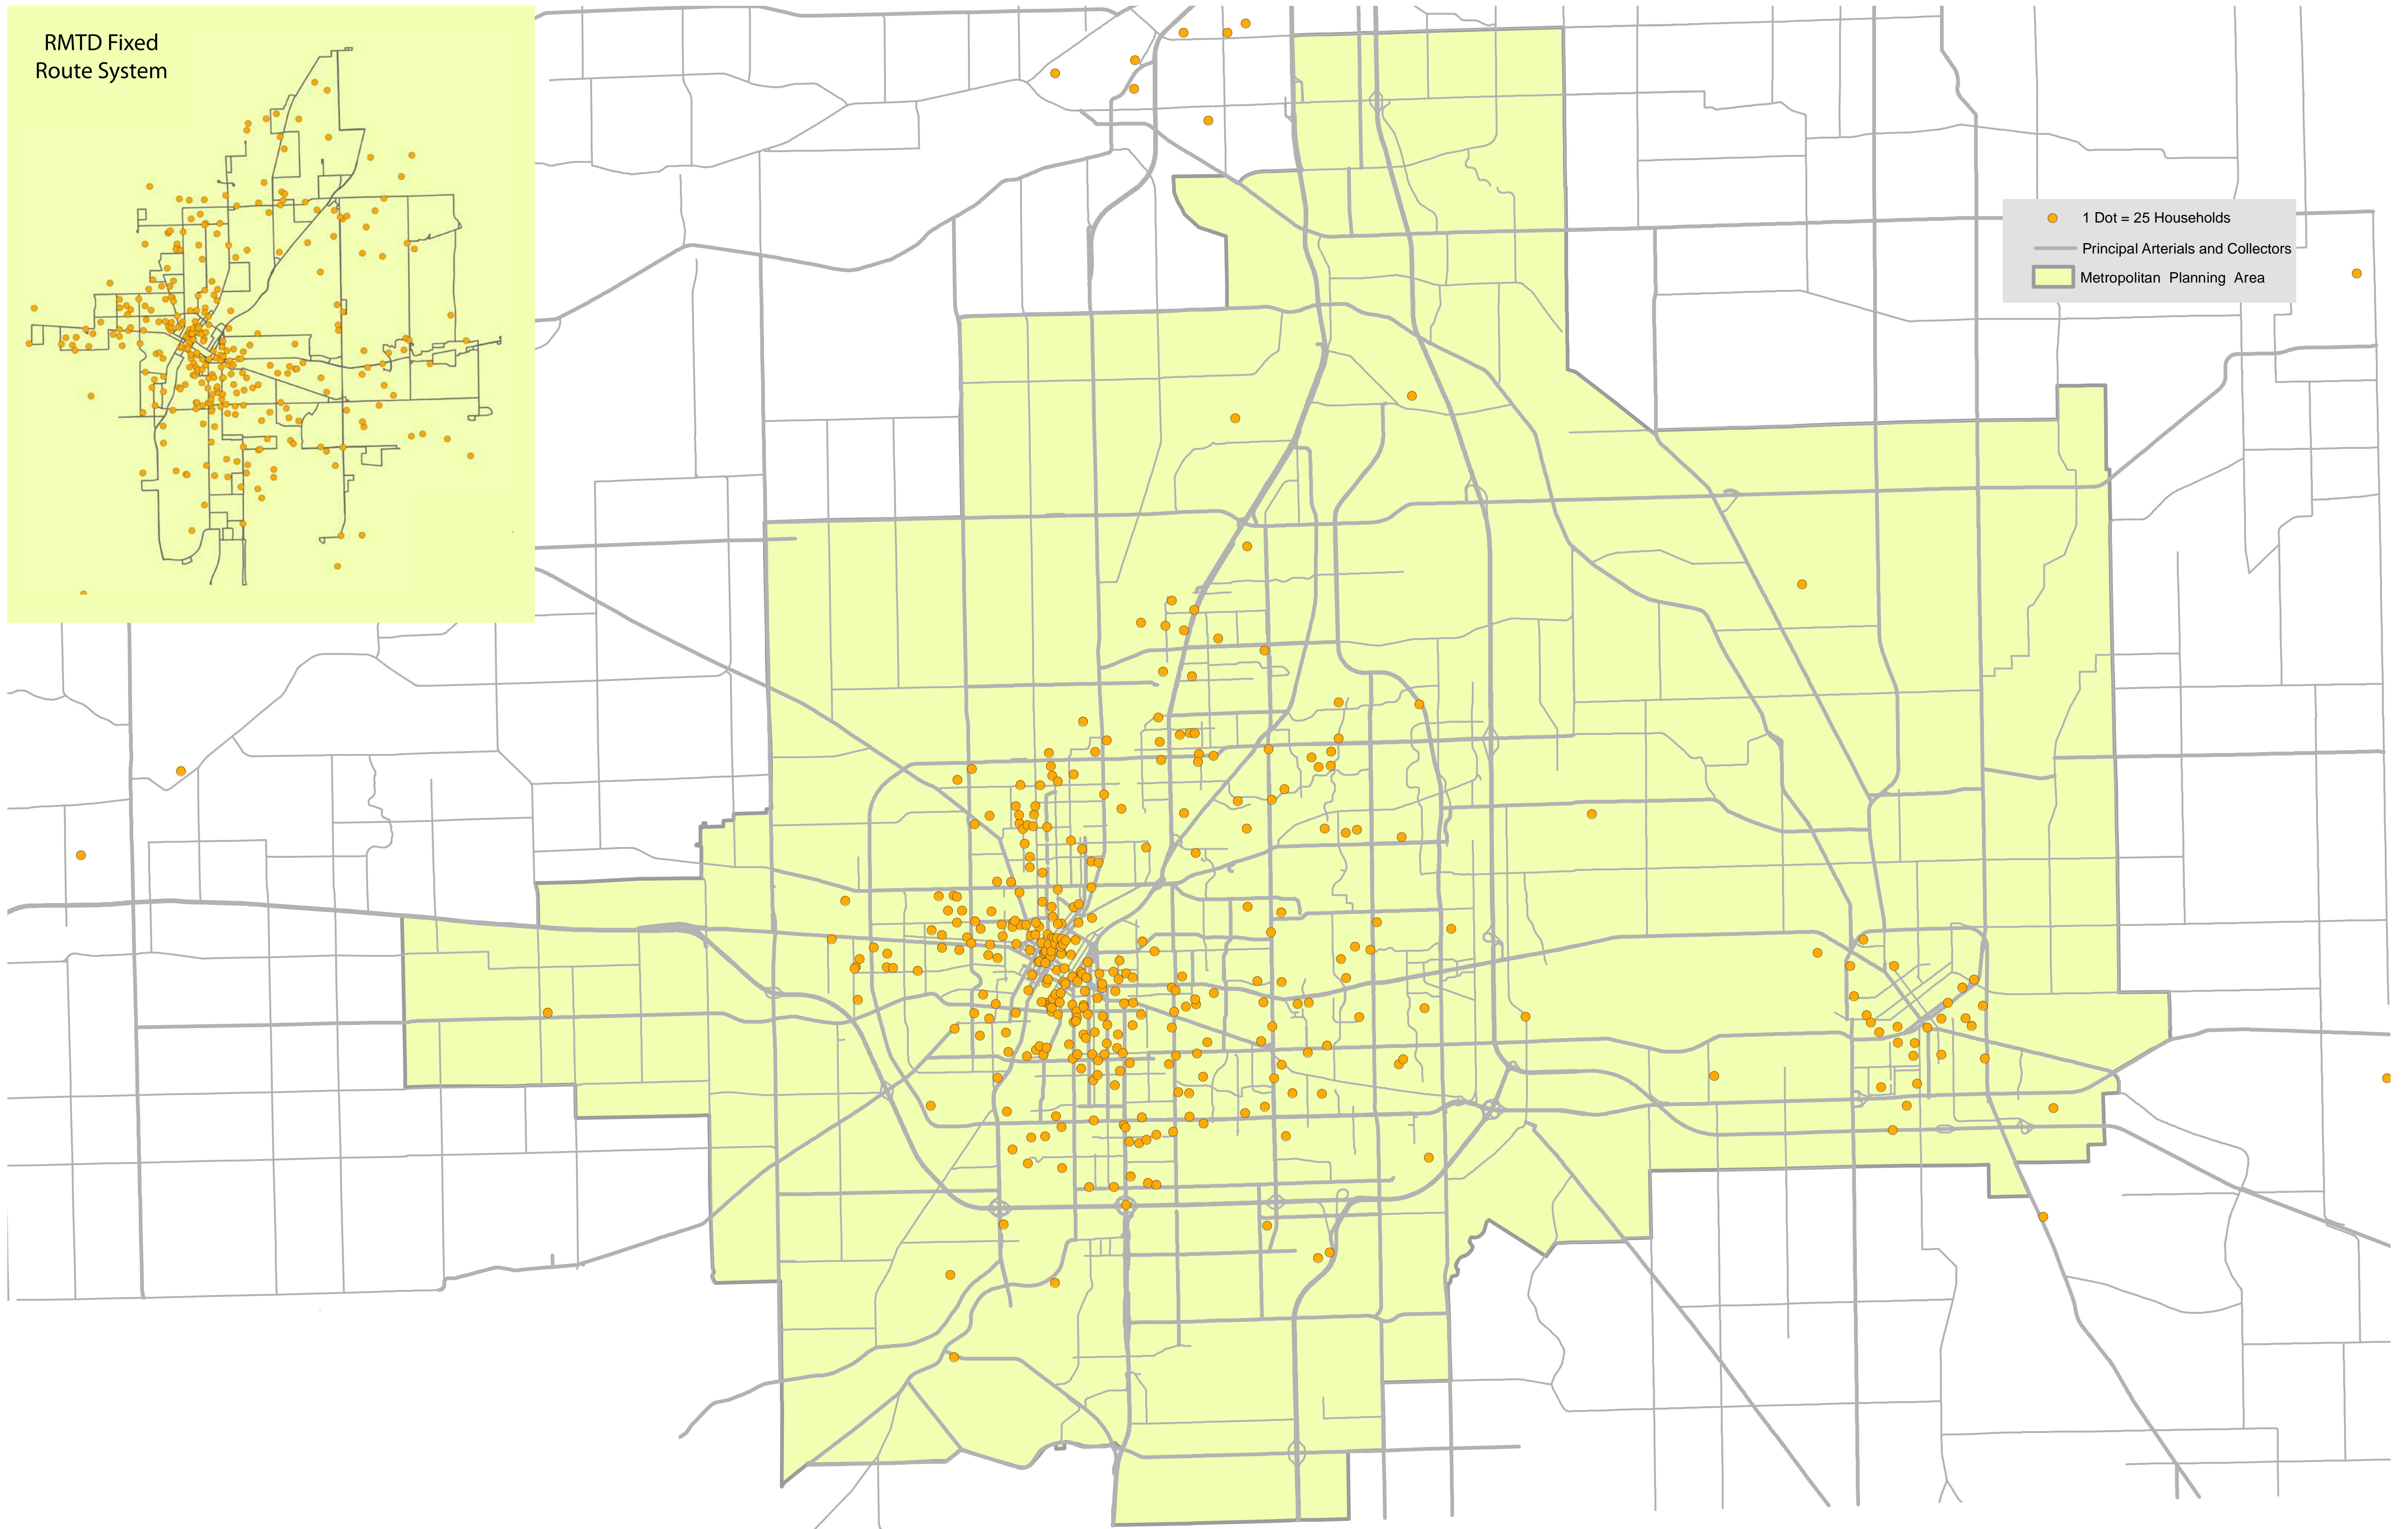 RMTD Fixed
Route System
1 Dot = 25 Households
Principal Arterials and Collectors
Metropolitan Planning Area